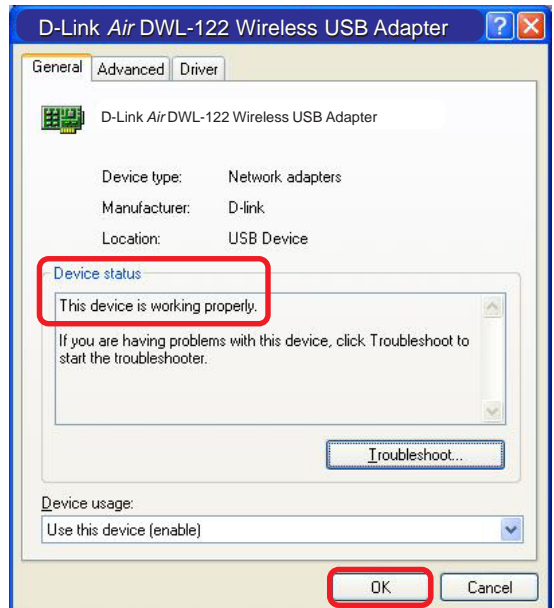 D-Link Air DWL-122 Wireless USB Adapter
General Advanced Driver
D-Link Air DWL-122 Wireless USB Adapter
Device type: Network adapters
Manufacturer: D-link
Location: USB Device
Device status
This device is working properly.
If you are having problems with this device, click Troubleshoot to
start the troubleshooter.
Troubleshoot...
Device usage:
Use this device (enable)
OK Cancel